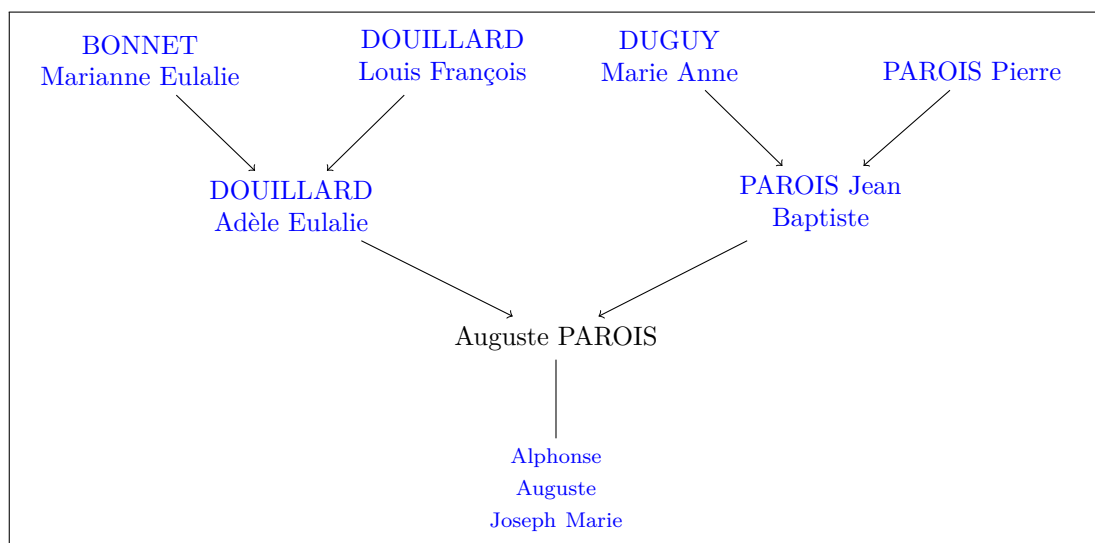 BONNET
Marianne Eulalie
DOUILLARD
Louis François
DUGUY
Marie Anne
PAROIS Pierre
DOUILLARD
Adèle Eulalie
PAROIS Jean
Baptiste
Auguste PAROIS
Alphonse
Auguste
Joseph Marie